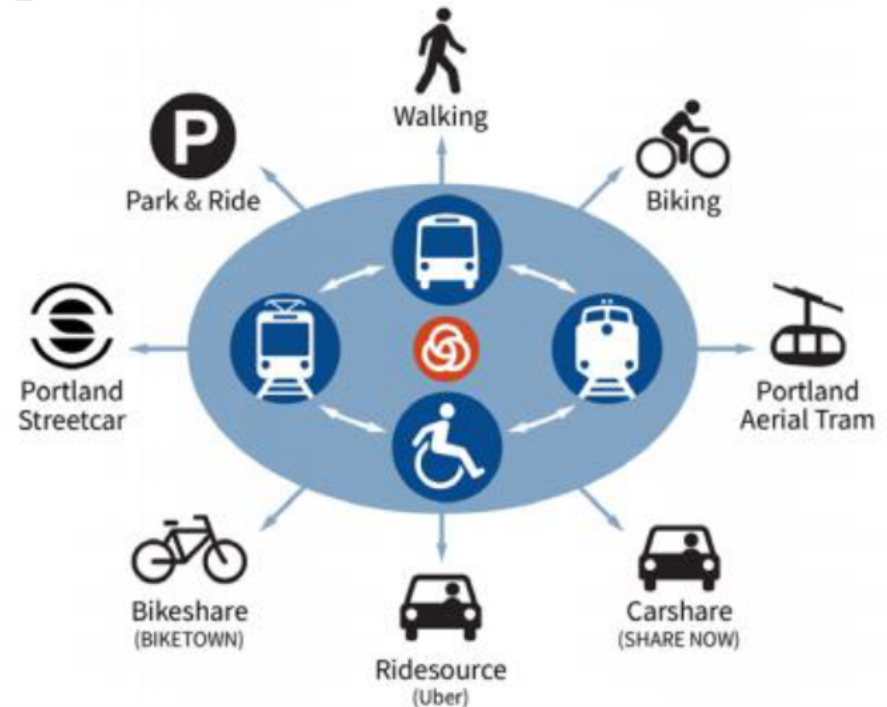 Walking
P
Park & Ride
Biking
Portland
Streetcar
Portland
Aerial Tram
Bikeshare
(BIKETOWN)
Ridesource
(Uber)
Carshare
(SHARE NOW)